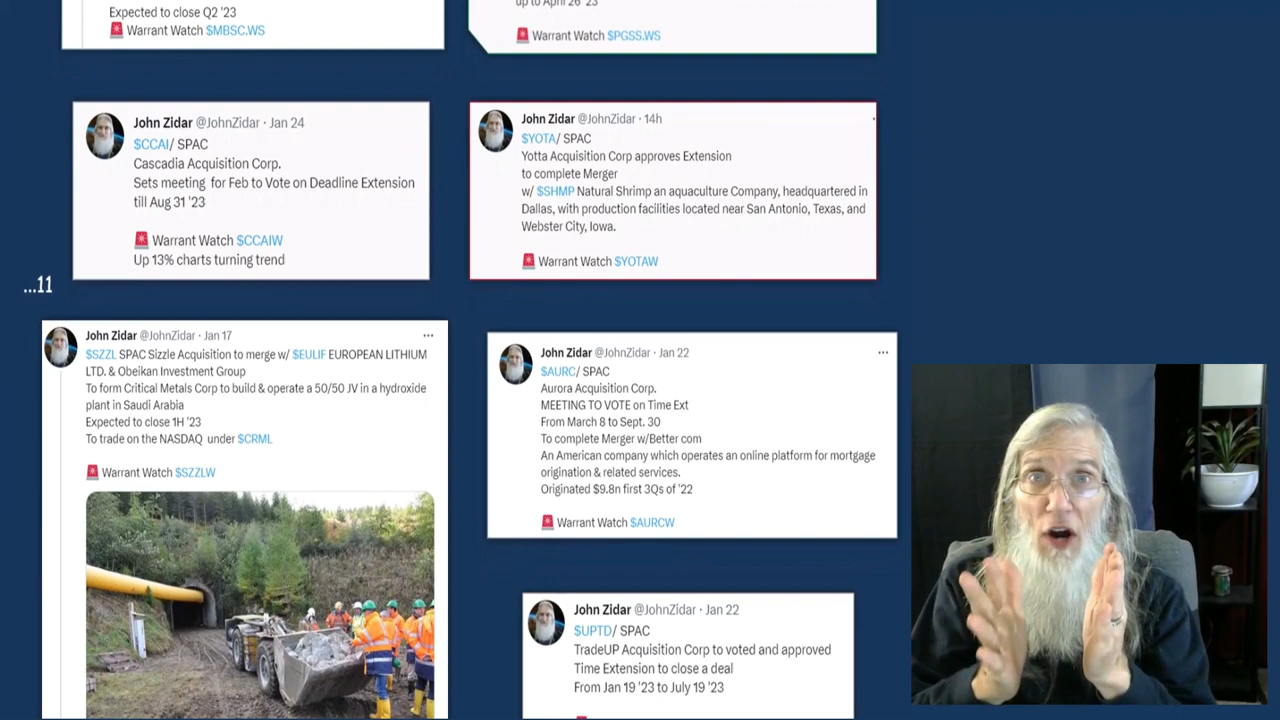 Expected to close Q2 '23
🚨 Warrant Watch $MBSC.WS
up to April 26 '23
🚨 Warrant Watch $PGSS.WS
John Zidar @JohnZidar · Jan 24
$CCAI/ SPAC
Cascadia Acquisition Corp.
Sets meeting for Feb to Vote on Deadline Extension
till Aug 31 '23
🚨 Warrant Watch $CCAIW
Up 13% charts turning trend
John Zidar @JohnZidar · 14h
$YOTA/ SPAC
Yotta Acquisition Corp approves Extension
to complete Merger
w/ $SHMP Natural Shrimp an aquaculture Company, headquartered in
Dallas, with production facilities located near San Antonio, Texas, and
Webster City, Iowa.
🚨 Warrant Watch $YOTAW
...11
John Zidar @JohnZidar · Jan 17
$SZZL SPAC Sizzle Acquisition to merge w/ $EULIF EUROPEAN LITHIUM
LTD. & Obeikan Investment Group
To form Critical Metals Corp to build & operate a 50/50 JV in a hydroxide
plant in Saudi Arabia
Expected to close 1H '23
To trade on the NASDAQ under $CRML
🚨 Warrant Watch $SZZLW
John Zidar @JohnZidar · Jan 22
$AURC/ SPAC
Aurora Acquisition Corp.
MEETING TO VOTE on Time Ext
From March 8 to Sept. 30
To complete Merger w/Better com
An American company which operates an online platform for mortgage
origination & related services.
Originated $9.8n first 3Qs of '22
🚨 Warrant Watch $AURCW
John Zidar @JohnZidar · Jan 22
$UPTD/ SPAC
TradeUP Acquisition Corp to voted and approved
Time Extension to close a deal
From Jan 19 '23 to July 19 '23